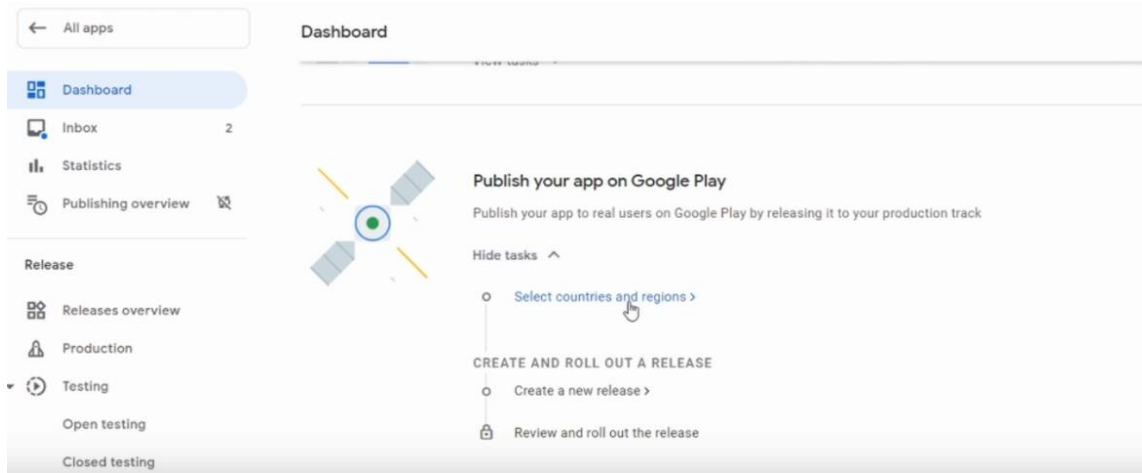 All apps
Dashboard
Inbox 2
Statistics
Publishing overview
Release
Releases overview
Production
Testing
Open testing
Closed testing
Dashboard
View tasks
Publish your app on Google Play
Publish your app to real users on Google Play by releasing it to your production track
Hide tasks
Select countries and regions >
CREATE AND ROLL OUT A RELEASE
Create a new release >
Review and roll out the release